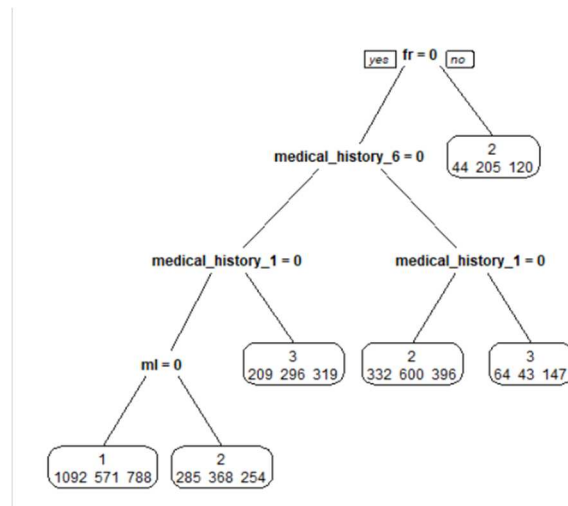 yes fr = 0 no
2
44 205 120
medical_history_6 = 0
medical_history_1 = 0
medical_history_1 = 0
3
209 296 319
2
332 600 396
3
64 43 147
ml = 0
1
1092 571 788
2
285 368 254